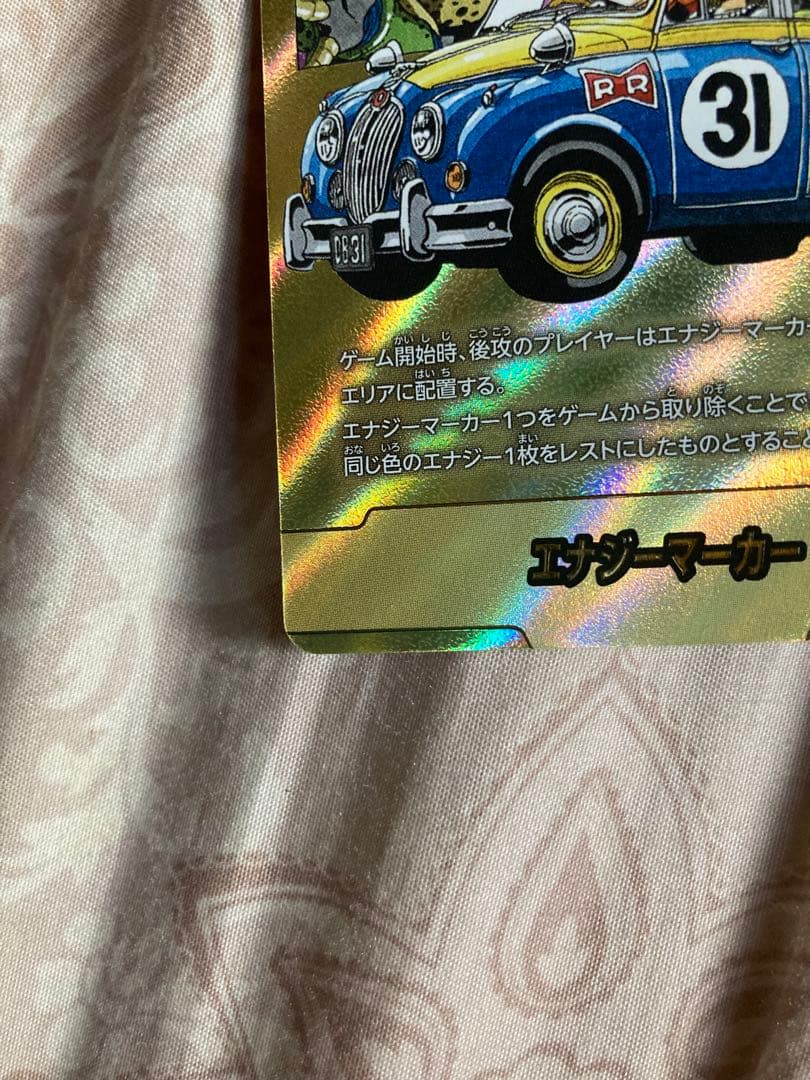 RR
31
DB31
ゲーム開始時、後攻のプレイヤーはエナジーマーカ
エリアに配置する。
エナジーマーカー1つをゲームから取り除くことで
同じ色のエナジー1枚をレストにしたものとすること
エナジーマーカー